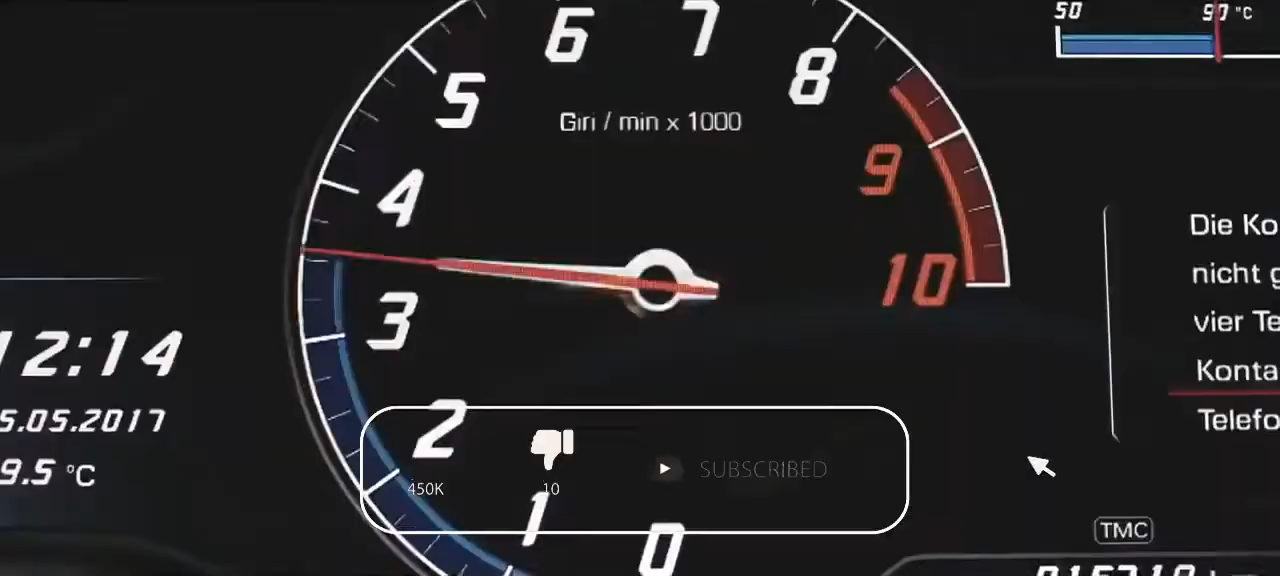 50 90 °C
6 7
5 8
Giri / min x 1000
4 9
Die Ko
nicht g
10
3
vier Te
12:14
Konta
5.05.2017
Telefo
2
9.5 °C
SUBSCRIBED
450K 10
1
0
TMC